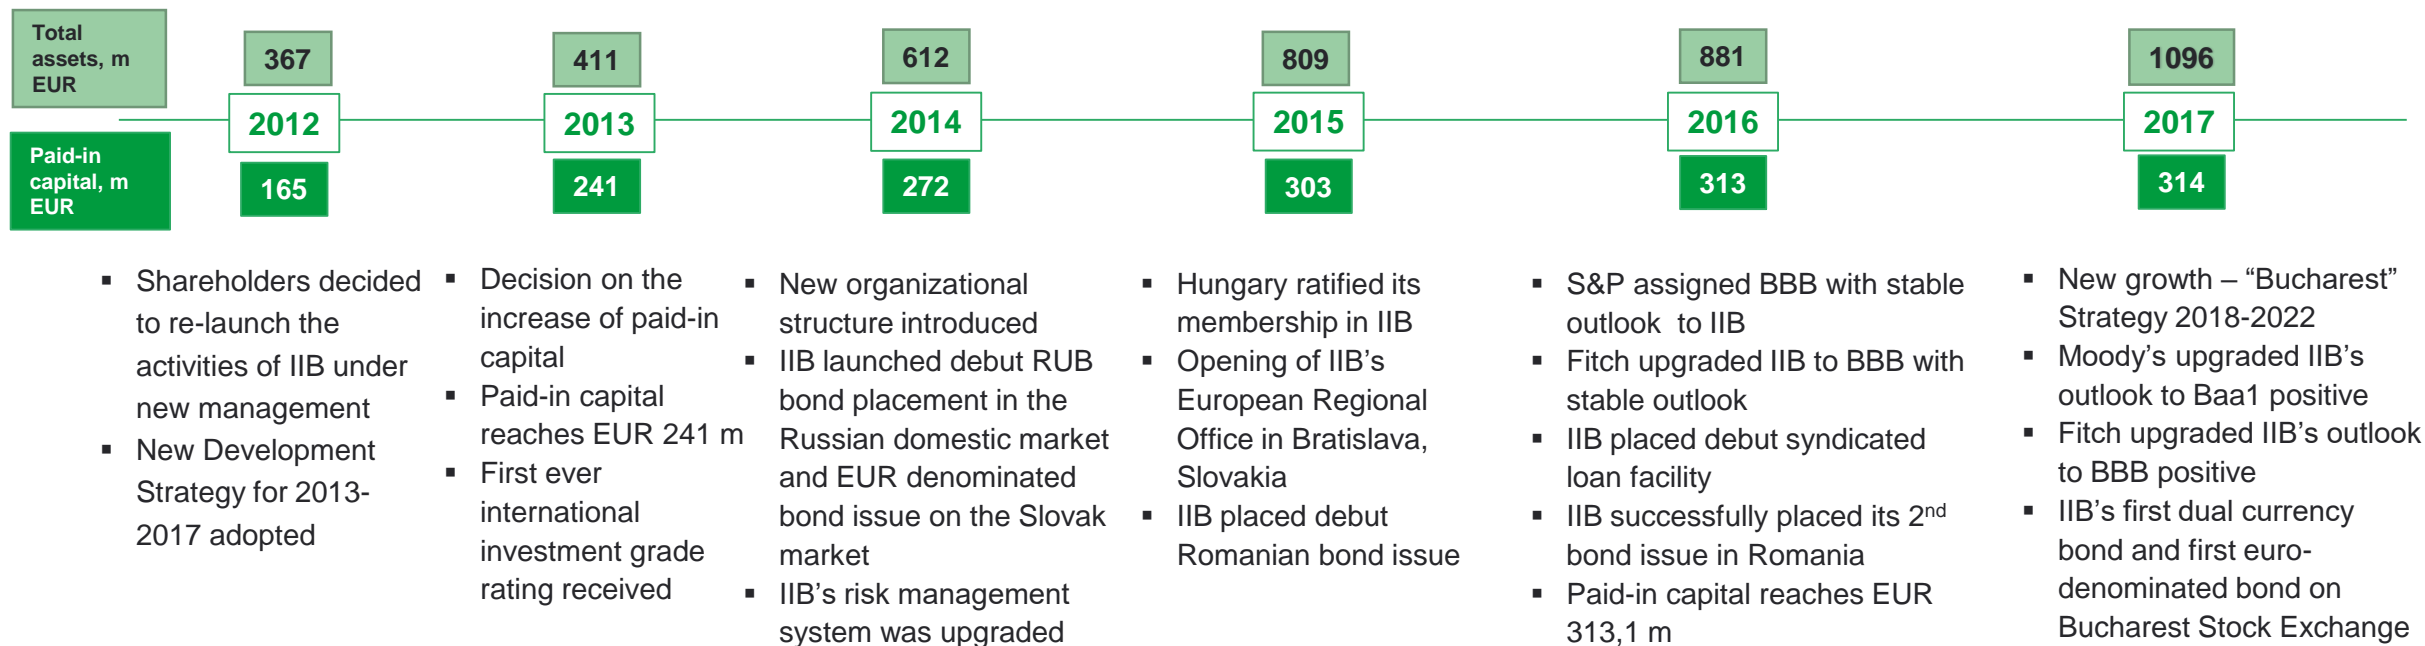 Total
assets, m
EUR
367
411
612
809
881
1096
2012
2013
2014
2015
2016
2017
Paid-in
capital, m
EUR
165
241
272
303
313
314
▪ Shareholders decided
to re-launch the
activities of IIB under
new management
▪ New Development
Strategy for 2013-
2017 adopted
▪ Decision on the
increase of paid-in
capital
▪ Paid-in capital
reaches EUR 241 m
▪ First ever
international
investment grade
rating received
▪ New organizational
structure introduced
▪ IIB launched debut RUB
bond placement in the
Russian domestic market
and EUR denominated
bond issue on the Slovak
market
▪ IIB's risk management
system was upgraded
▪ Hungary ratified its
membership in IIB
▪ Opening of IIB's
European Regional
Office in Bratislava,
Slovakia
▪ IIB placed debut
Romanian bond issue
▪ S&P assigned BBB with stable
outlook to IIB
▪ Fitch upgraded IIB to BBB with
stable outlook
▪ IIB placed debut syndicated
loan facility
▪ IIB successfully placed its 2nd
bond issue in Romania
▪ Paid-in capital reaches EUR
313,1 m
▪ New growth – “Bucharest”
Strategy 2018-2022
▪ Moody’s upgraded IIB’s
outlook to Baa1 positive
▪ Fitch upgraded IIB’s outlook
to BBB positive
▪ IIB’s first dual currency
bond and first euro-
denominated bond on
Bucharest Stock Exchange